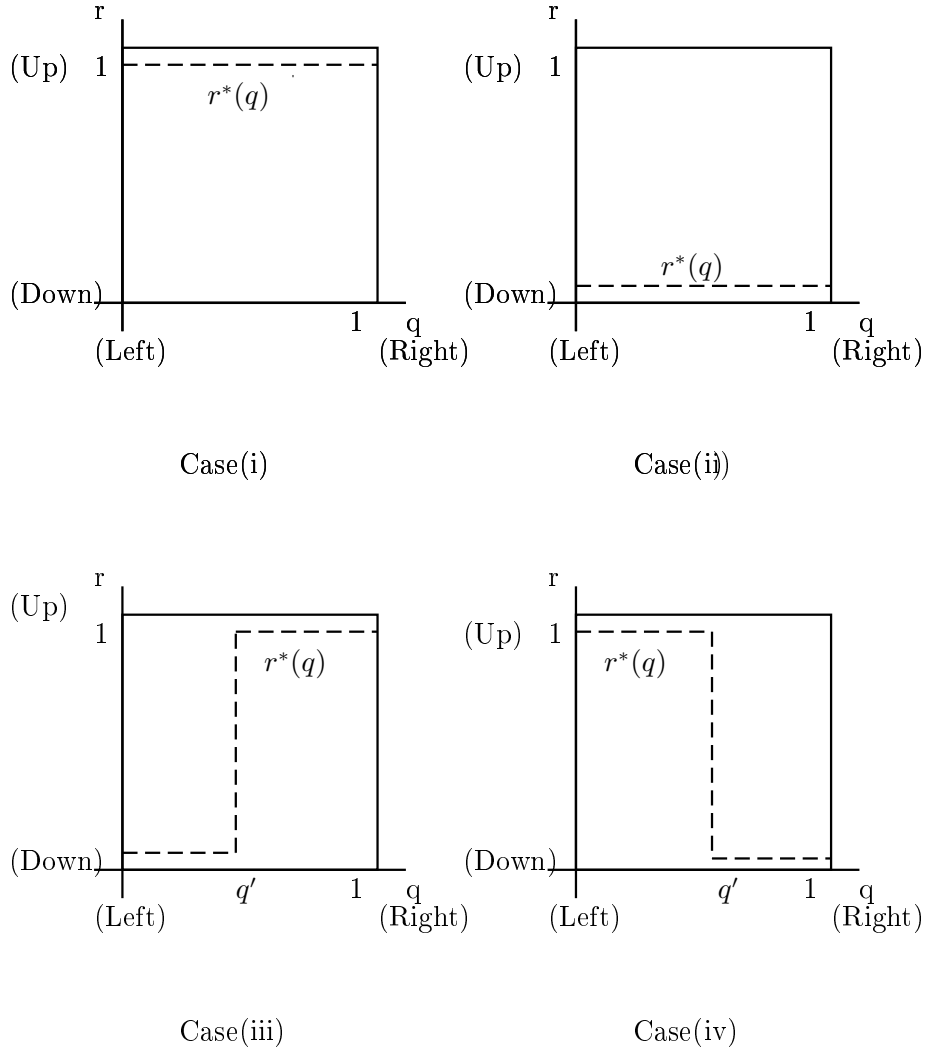 r r
(Up) 1 (Up) 1
r*(q)
r*(q)
(Down) (Down)
1 q 1 q
(Left) (Right) (Left) (Right)
Case(i) Case(ii)
r r
(Up)
1 (Up) 1
r*(q) r*(q)
(Down) (Down)
q′ 1 q q′ 1 q
(Left) (Right) (Left) (Right)
Case(iii) Case(iv)